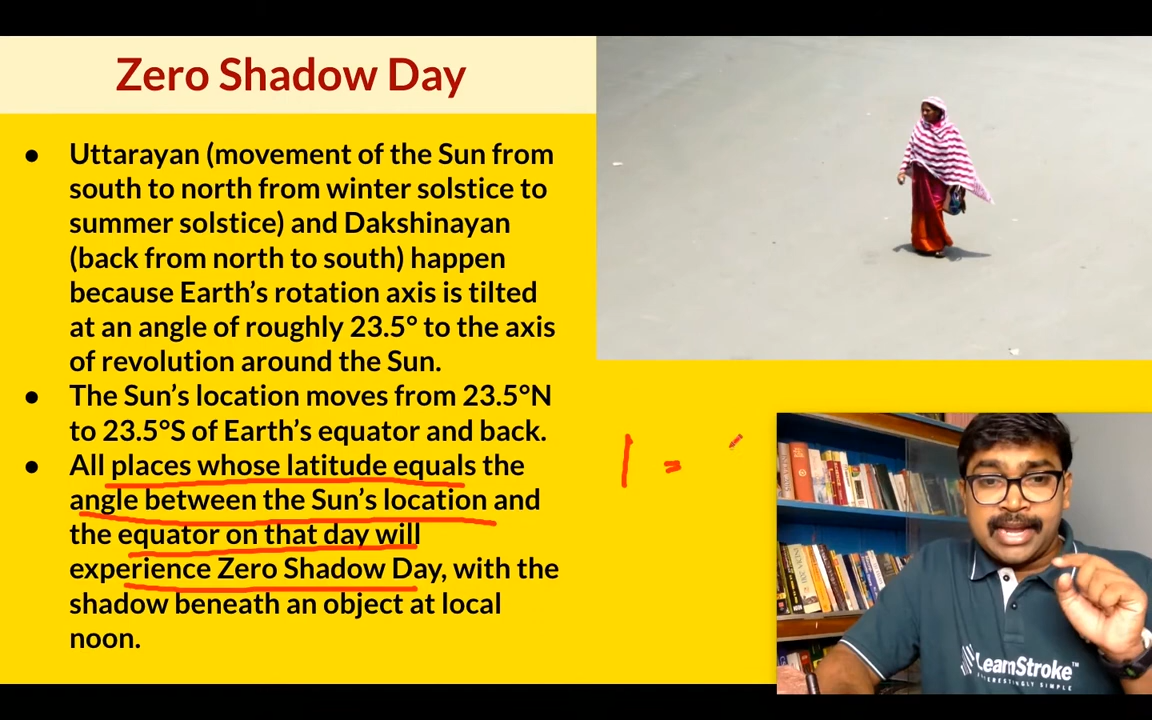 Zero Shadow Day
● Uttarayan (movement of the Sun from
south to north from winter solstice to
summer solstice) and Dakshinayan
(back from north to south) happen
because Earth’s rotation axis is tilted
at an angle of roughly 23.5° to the axis
of revolution around the Sun.
● The Sun’s location moves from 23.5°N
to 23.5°S of Earth’s equator and back.
● All places whose latitude equals the
angle between the Sun’s location and
the equator on that day will
experience Zero Shadow Day, with the
shadow beneath an object at local
noon.
LearnStroke™